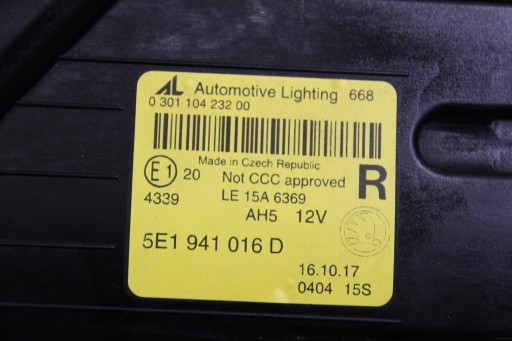 AL Automotive Lighting 668
0 301 104 232 00
Made in Czech Republic
E1 20 Not CCC approved R
4339 LE 15A 6369
AH5 12V
5E1 941 016 D
16.10.17
0404 15S